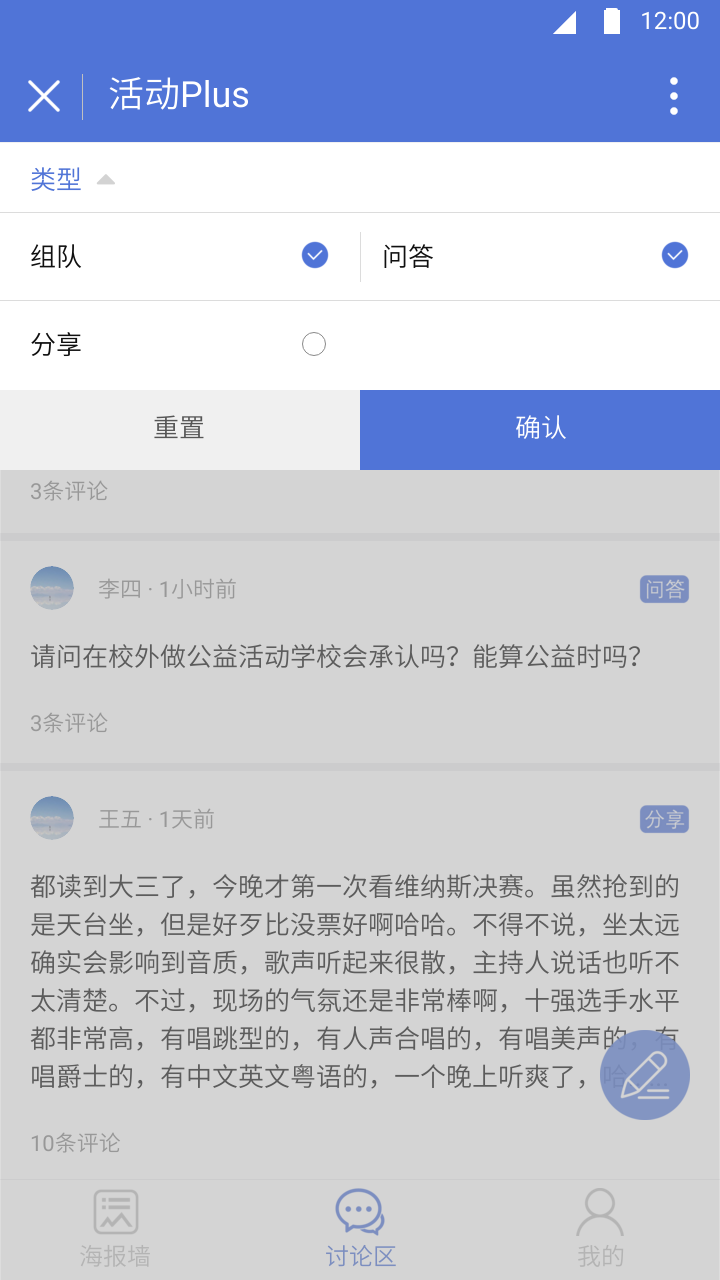 12:00
活动Plus
类型
组队
问答
分享
重置
确认
3条评论
李四 · 1小时前
问答
请问在校外做公益活动学校会承认吗？能算公益时吗？
3条评论
王五 · 1天前
分享
都读到大三了，今晚才第一次看维纳斯决赛。虽然抢到的
是天台坐，但是好歹比没票好啊哈哈。不得不说，坐太远
确实会影响到音质，歌声听起来很散，主持人说话也听不
太清楚。不过，现场的气氛还是非常棒啊，十强选手水平
都非常高，有唱跳型的，有人声合唱的，有唱美声的，有
唱爵士的，有中文英文粤语的，一个晚上听爽了，哈...
10条评论
海报墙
讨论区
我的